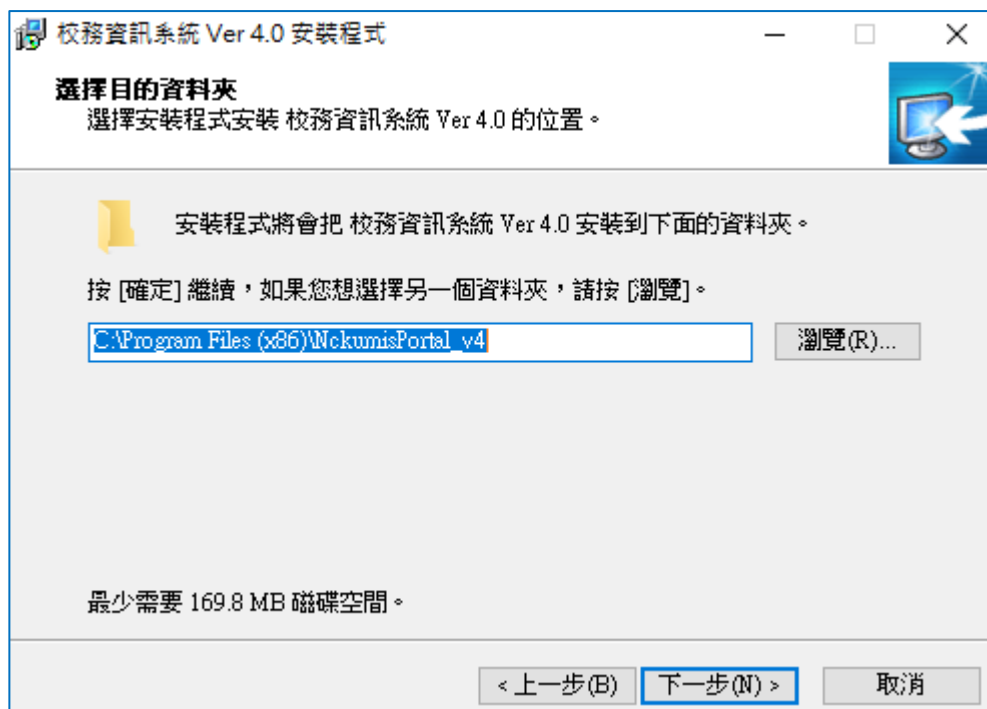 校務資訊系統 Ver 4.0 安裝程式
選擇目的資料夾
選擇安裝程式安裝 校務資訊系統 Ver 4.0 的位置。
安裝程式將會把 校務資訊系統 Ver 4.0 安裝到下面的資料夾。
按 [確定] 繼續，如果您想選擇另一個資料夾，請按 [瀏覽]。
C:\Program Files (x86)\NckumisPortal_v4
瀏覽(R)...
最少需要 169.8 MB 磁碟空間。
< 上一步(B) 下一步(N) > 取消